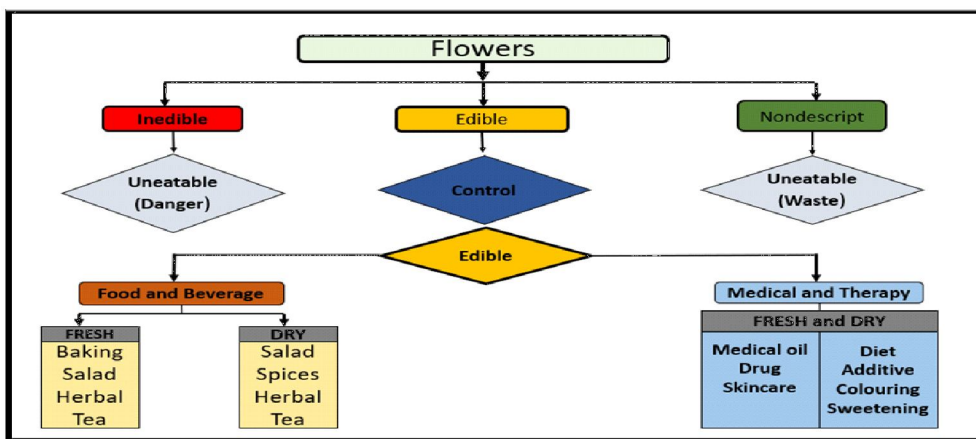 Flowers
Inedible
Edible
Nondescript
Uneatable
(Danger)
Control
Uneatable
(Waste)
Edible
Food and Beverage
Medical and Therapy
FRESH
Baking
Salad
Herbal
Tea
DRY
Salad
Spices
Herbal
Tea
FRESH and DRY
Medical oil
Drug
Skincare
Diet
Additive
Colouring
Sweetening